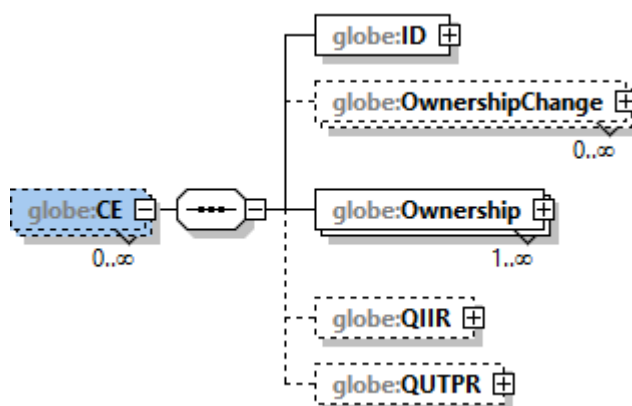 globe:ID
globe:OwnershipChange
0..∞
globe:CE
0..∞
globe:Ownership
1..∞
globe:QIIR
globe:QUTPR